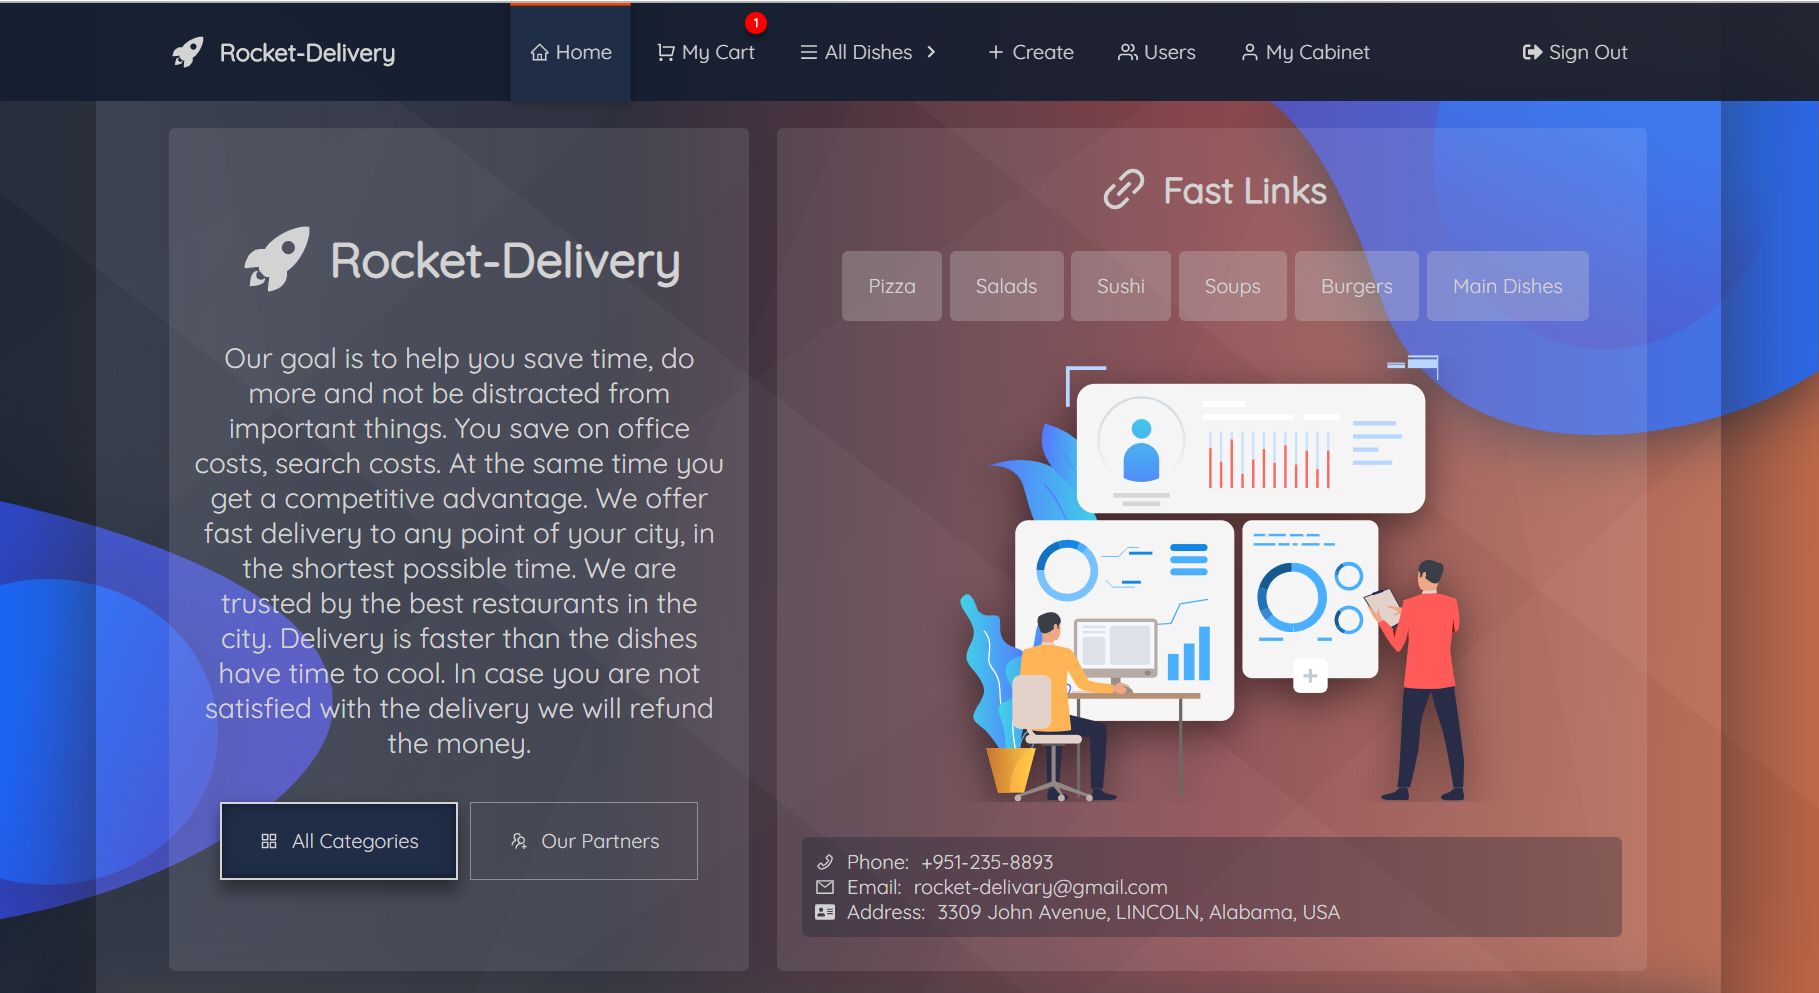 Rocket-Delivery
Home
My Cart
1
All Dishes
Create
Users
My Cabinet
Sign Out
Rocket-Delivery
Our goal is to help you save time, do
more and not be distracted from
important things. You save on office
costs, search costs. At the same time you
get a competitive advantage. We offer
fast delivery to any point of your city, in
the shortest possible time. We are
trusted by the best restaurants in the
city. Delivery is faster than the dishes
have time to cool. In case you are not
satisfied with the delivery we will refund
the money.
All Categories
Our Partners
Fast Links
Pizza
Salads
Sushi
Soups
Burgers
Main Dishes
Phone: +951-235-8893
Email: rocket-delivary@gmail.com
Address: 3309 John Avenue, LINCOLN, Alabama, USA